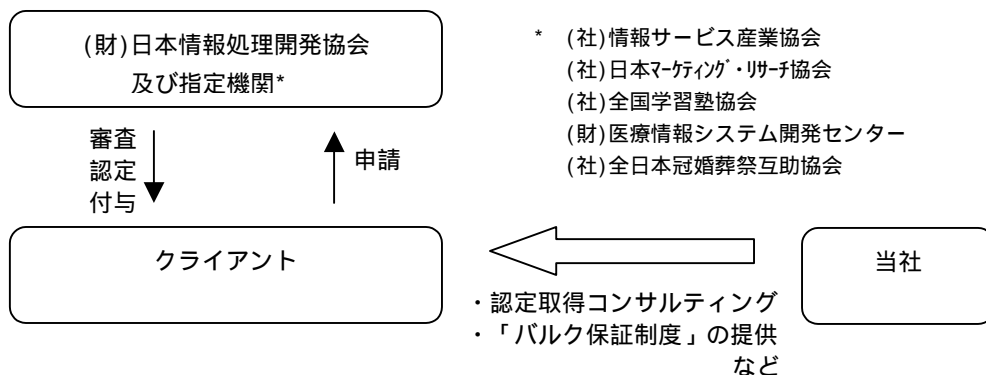 (財)日本情報処理開発協会
及び指定機関*
* (社)情報サービス産業協会
(社)日本ﾏｰｹﾃｨﾝｸﾞ・ﾘｻｰﾁ協会
(社)全国学習塾協会
(財)医療情報システム開発センター
(社)全日本冠婚葬祭互助協会
審査
認定
付与
申請
クライアント
当社
・認定取得コンサルティング
・「バルク保証制度」の提供
など